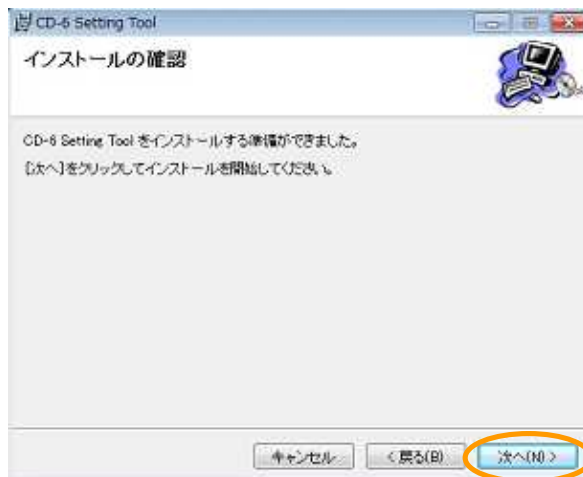 CD-6 Setting Tool
インストールの確認
CD-6 Setting Tool をインストールする準備ができました。
[次へ]をクリックしてインストールを開始してください。
キャンセル
< 戻る(B)
次へ(N) >